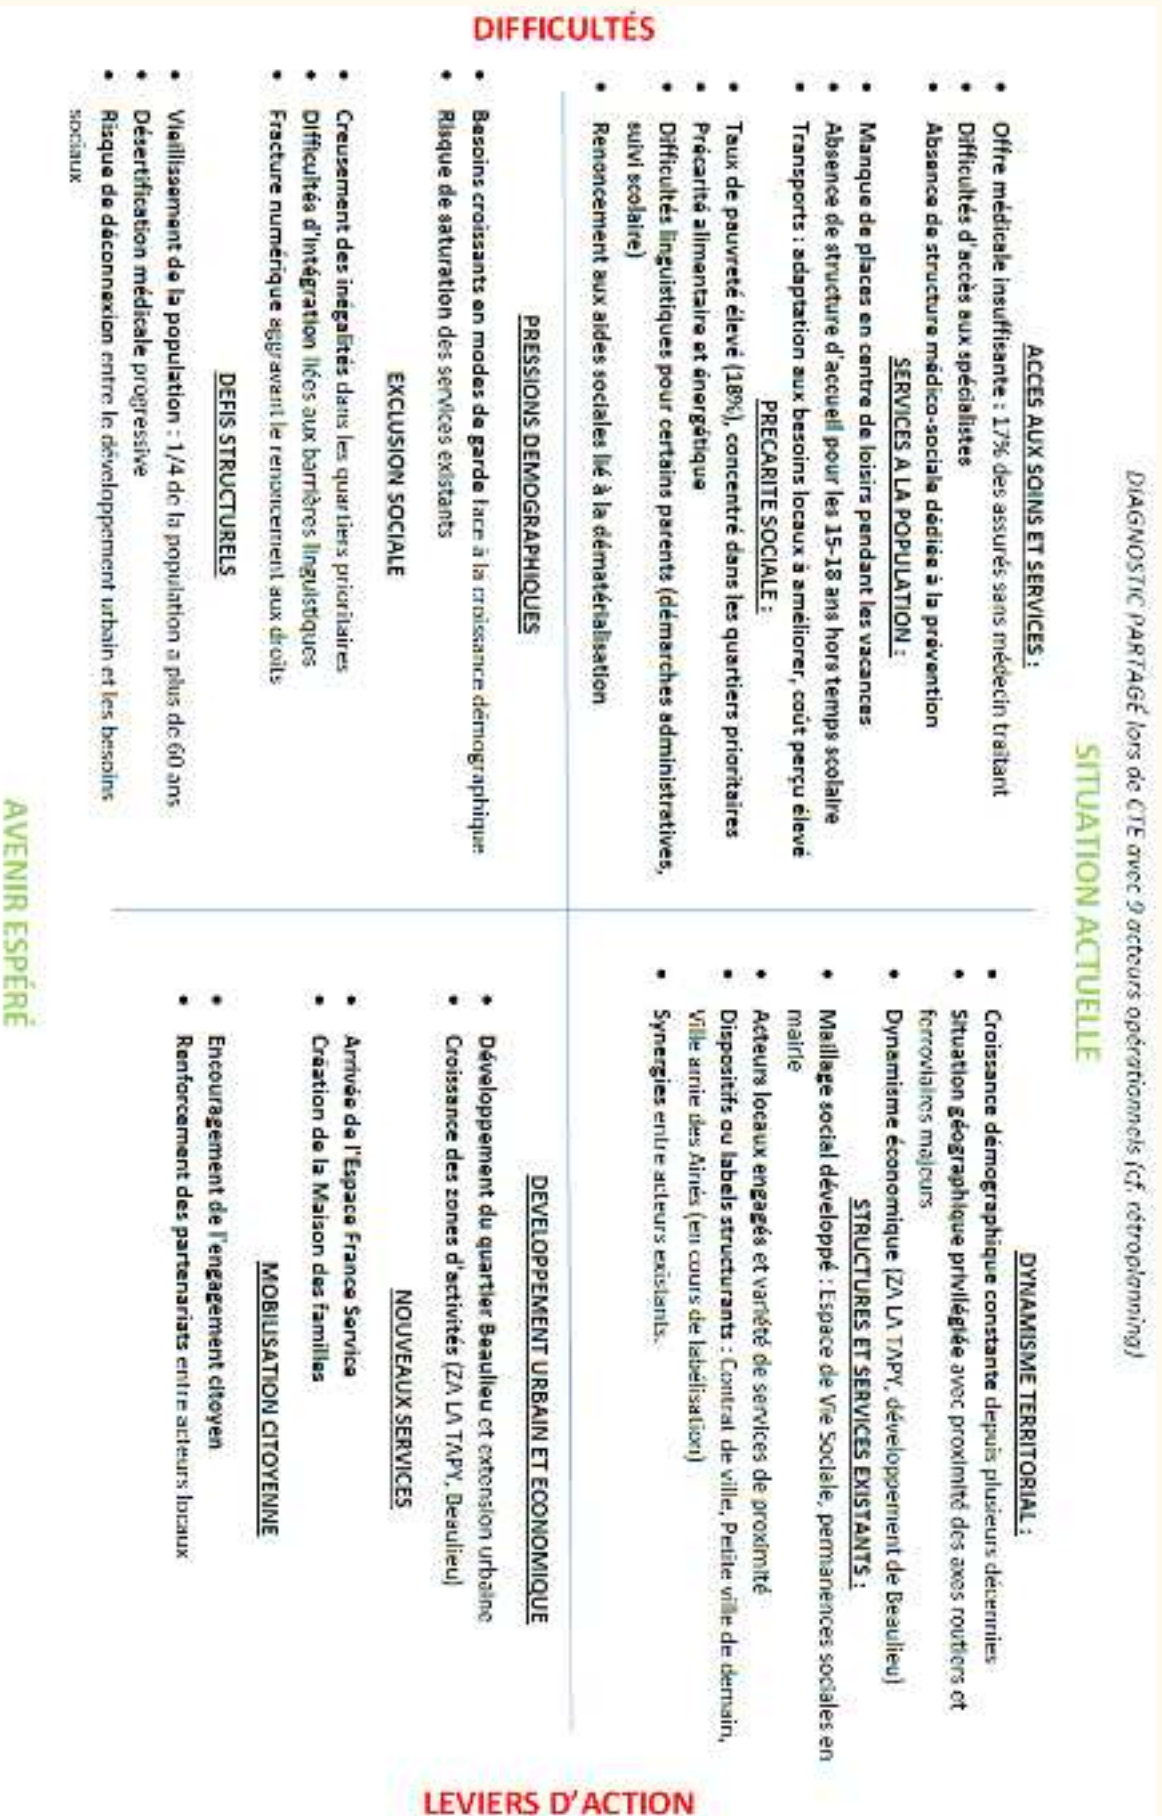 DIAGNOSTIC PARTAGÉ lors de CTE avec 9 acteurs opérationnels (cf. rétroplanning)
SITUATION ACTUELLE
DIFFICULTÉS
ACCES AUX SOINS ET SERVICES :
• Offre médicale insuffisante : 17% des assurés sans médecin traitant
• Difficultés d'accès aux spécialistes
• Absence de structure médico-sociale dédiée à la prévention
SERVICES A LA POPULATION :
• Manque de places en centre de loisirs pendant les vacances
• Absence de structure d'accueil pour les 15-18 ans hors temps scolaire
• Transports : adaptation aux besoins locaux à améliorer, coût perçu élevé
PRECARITE SOCIALE :
• Taux de pauvreté élevé (18%), concentré dans les quartiers prioritaires
• Précarité alimentaire et énergétique
• Difficultés linguistiques pour certains parents (démarches administratives,
suivi scolaire)
• Renoncement aux aides sociales lié à la dématérialisation
DYNAMISME TERRITORIAL :
• Croissance démographique constante depuis plusieurs décennies
• Situation géographique privilégiée avec proximité des axes routiers et
ferroviaires majeurs
• Dynamisme économique (ZA LA TAPY, développement de Beaulieu)
STRUCTURES ET SERVICES EXISTANTS :
• Maillage social développé : Espace de Vie Sociale, permanences sociales en
mairie
• Acteurs locaux engagés et variété de services de proximité
• Dispositifs ou labels structurants : Contrat de ville, Petite ville de demain,
Ville amie des Ainés (en cours de labélisation)
• Synergies entre acteurs existants.
PRESSIONS DEMOGRAPHIQUES
• Besoins croissants en modes de garde face à la croissance démographique
• Risque de saturation des services existants
EXCLUSION SOCIALE
• Creusement des inégalités dans les quartiers prioritaires
• Difficultés d'intégration liées aux barrières linguistiques
• Fracture numérique aggravant le renoncement aux droits
DEFIS STRUCTURELS
• Vieillissement de la population : 1/4 de la population a plus de 60 ans
• Désertification médicale progressive
• Risque de déconnexion entre le développement urbain et les besoins
sociaux
DEVELOPPEMENT URBAIN ET ECONOMIQUE
• Développement du quartier Beaulieu et extension urbaine
• Croissance des zones d'activités (ZA LA TAPY, Beaulieu)
NOUVEAUX SERVICES
• Arrivée de l'Espace France Service
• Création de la Maison des familles
MOBILISATION CITOYENNE
• Encouragement de l'engagement citoyen
• Renforcement des partenariats entre acteurs locaux
LEVIERS D'ACTION
AVENIR ESPÉRÉ